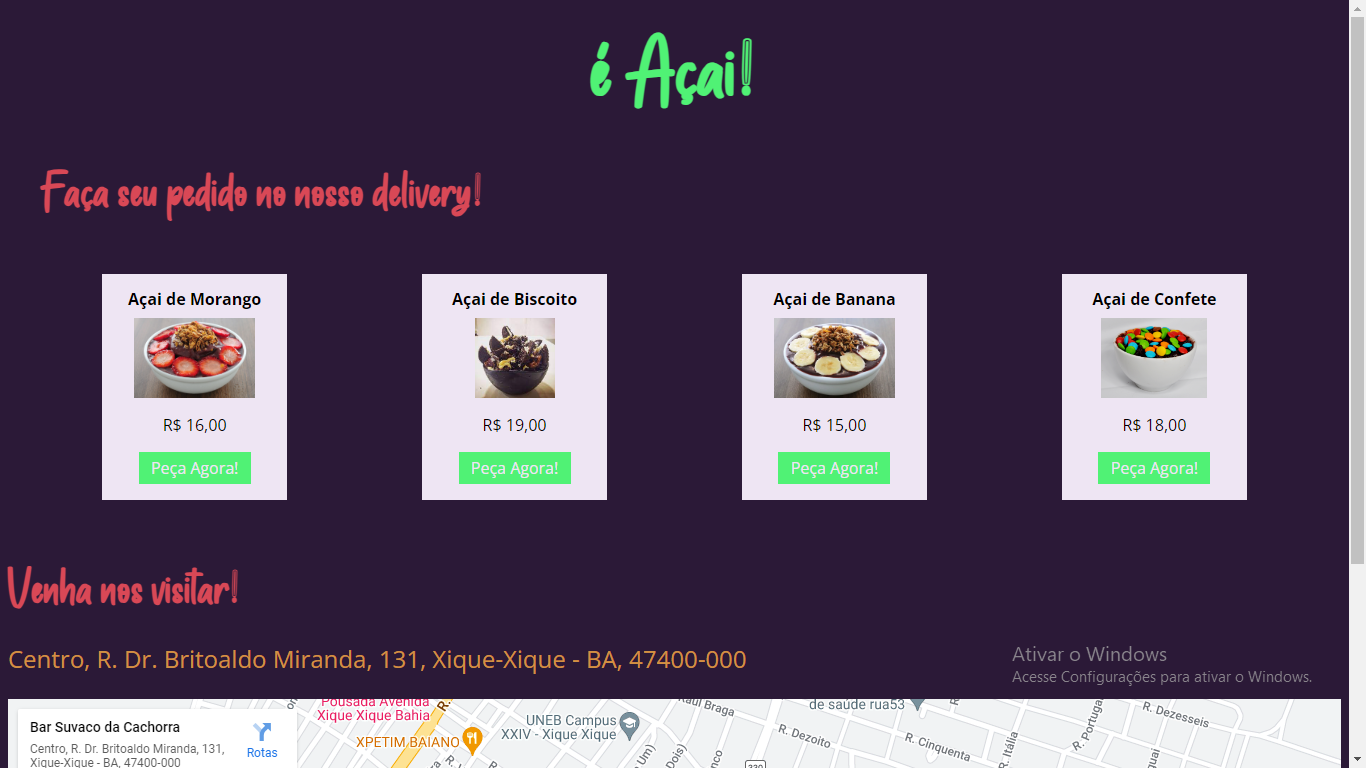 é Açai!
Faça seu pedido no nosso delivery!
Açai de Morango
R$ 16,00
Peça Agora!
Açai de Biscoito
R$ 19,00
Peça Agora!
Açai de Banana
R$ 15,00
Peça Agora!
Açai de Confete
R$ 18,00
Peça Agora!
Venha nos visitar!
Centro, R. Dr. Britoaldo Miranda, 131, Xique-Xique - BA, 47400-000
Ativar o Windows
Acesse Configurações para ativar o Windows.
Bar Suvaco da Cachorra
Centro, R. Dr. Britoaldo Miranda, 131,
Xique-Xique - BA, 47400-000
Rotas
Pousada Avenida
Xique Xique Bahia
XPETIM BAIANO
UNEB Campus
XXIV - Xique Xique
Raul Braga
de saúde rua53
R. Dezoito
R. Cinquenta
R. Itália
R. Portugal
R. Dezesseis
330